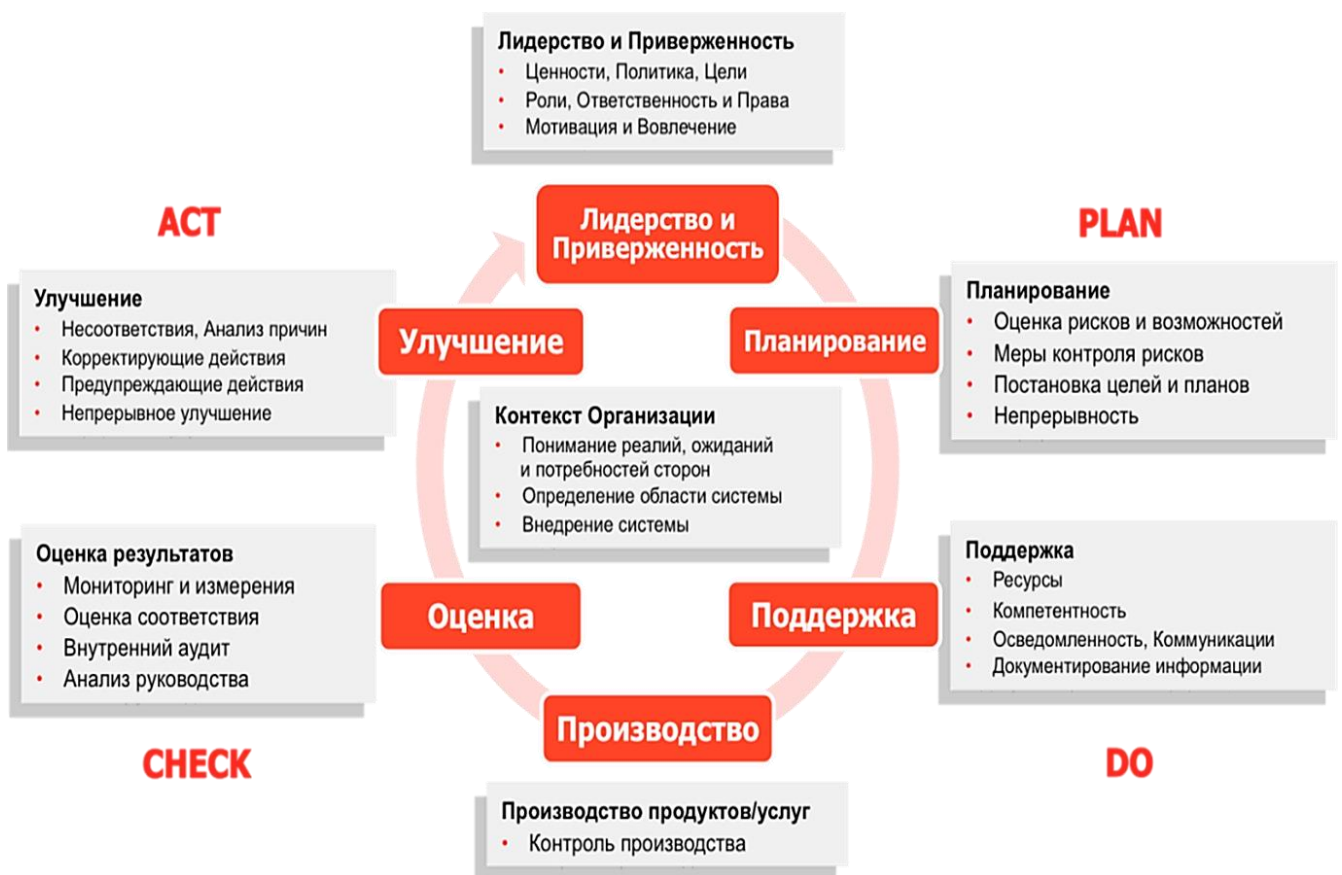 Лидерство и Приверженность
• Ценности, Политика, Цели
• Роли, Ответственность и Права
• Мотивация и Вовлечение
ACT
Лидерство и
Приверженность
PLAN
Улучшение
• Несоответствия, Анализ причин
• Корректирующие действия
• Предупреждающие действия
• Непрерывное улучшение
Улучшение
Планирование
Планирование
• Оценка рисков и возможностей
• Меры контроля рисков
• Постановка целей и планов
• Непрерывность
Контекст Организации
• Понимание реалий, ожиданий
и потребностей сторон
• Определение области системы
• Внедрение системы
Оценка результатов
• Мониторинг и измерения
• Оценка соответствия
• Внутренний аудит
• Анализ руководства
Оценка
Поддержка
Поддержка
• Ресурсы
• Компетентность
• Осведомленность, Коммуникации
• Документирование информации
Производство
CHECK
DO
Производство продуктов/услуг
• Контроль производства